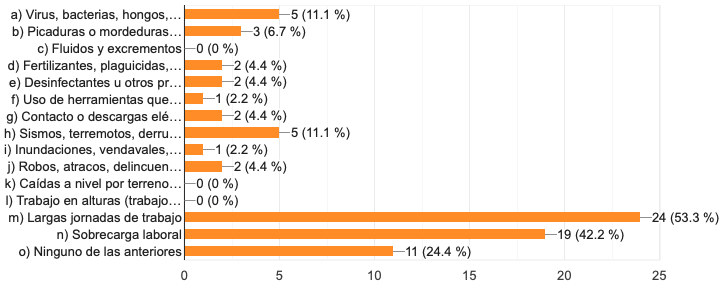 a) Virus, bacterias, hongos,… 5 (11.1 %)
b) Picaduras o mordeduras… 3 (6.7 %)
c) Fluidos y excrementos 0 (0 %)
d) Fertilizantes, plaguicidas,… 2 (4.4 %)
e) Desinfectantes u otros pr… 2 (4.4 %)
f) Uso de herramientas que… 1 (2.2 %)
g) Contacto o descargas elé… 2 (4.4 %)
h) Sismos, terremotos, derru… 5 (11.1 %)
i) Inundaciones, vendavales,… 1 (2.2 %)
j) Robos, atracos, delincuen… 2 (4.4 %)
k) Caídas a nivel por terreno… 0 (0 %)
l) Trabajo en alturas (trabajo… 0 (0 %)
m) Largas jornadas de trabajo 24 (53.3 %)
n) Sobrecarga laboral 19 (42.2 %)
o) Ninguno de las anteriores 11 (24.4 %)
0 5 10 15 20 25